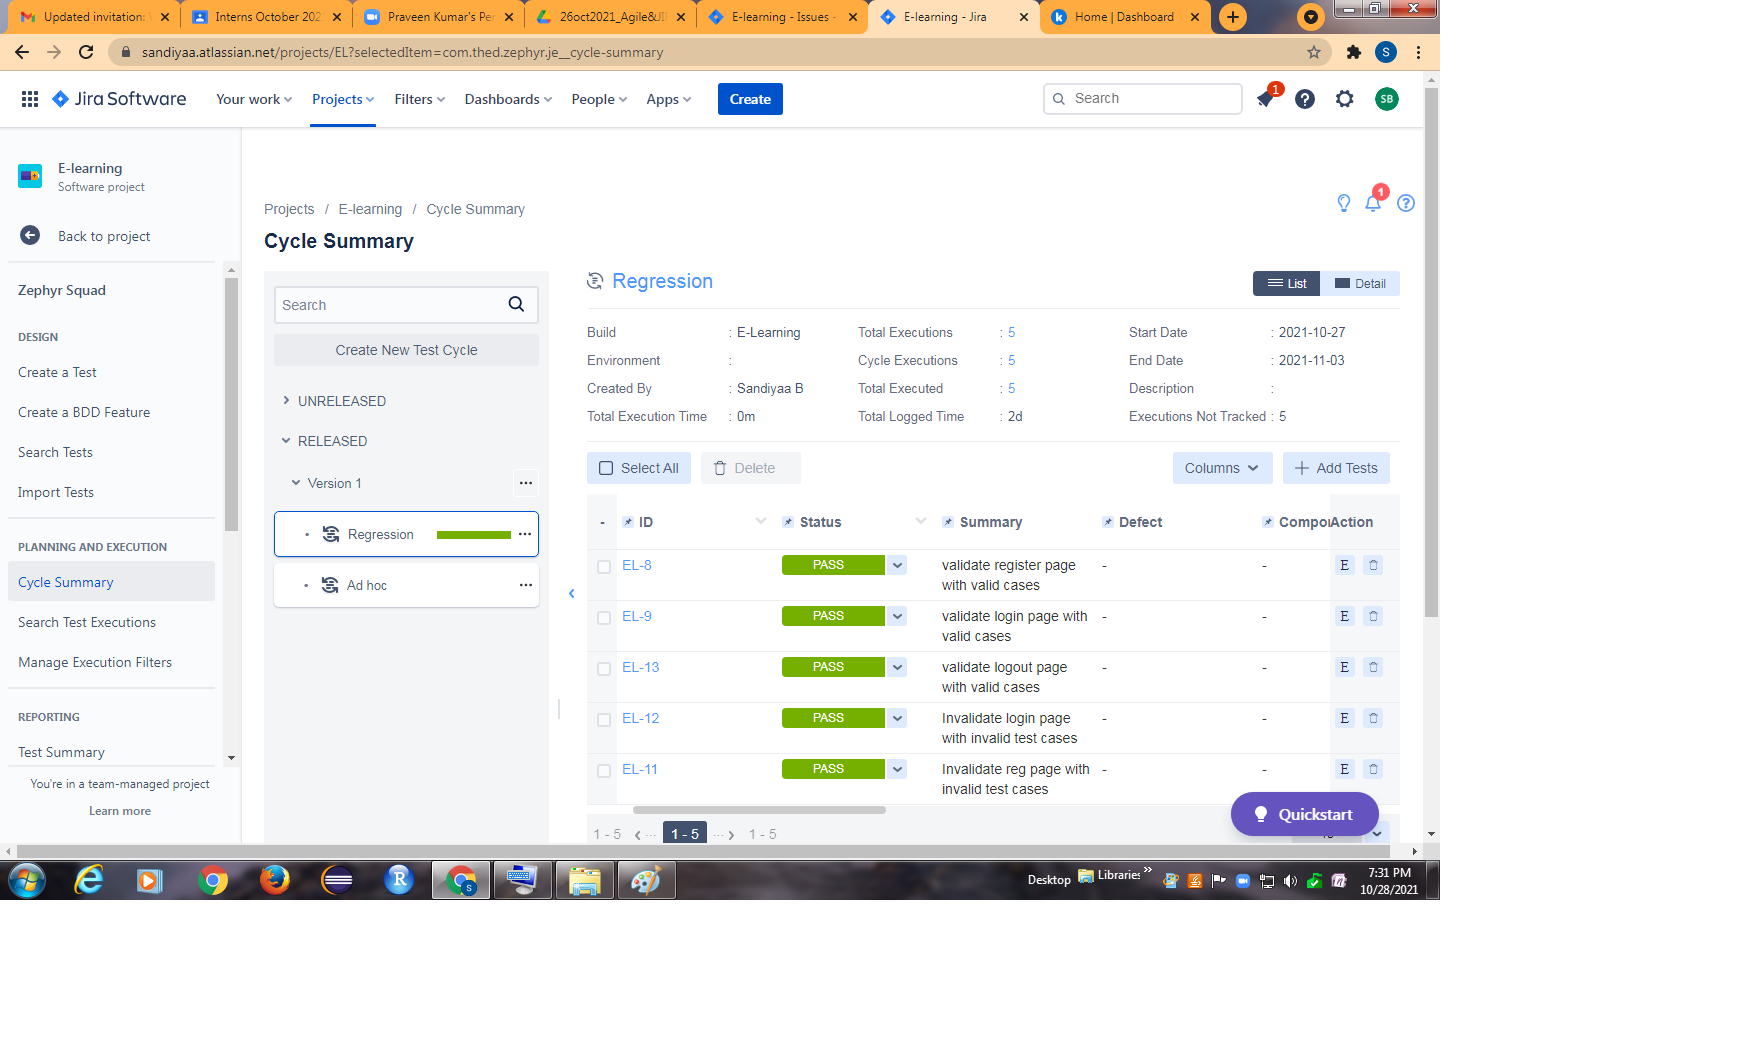 Updated invitation:
Interns October 202
Praveen Kumar's Per
26oct2021_Agile&UI
E-learning - Issues -
E-learning - Jira
Home | Dashboard
sandiyaa.atlassian.net/projects/EL?selectedItem=com.thed.zephyr.je__cycle-summary
S
Jira Software
Your work
Projects
Filters
Dashboards
People
Apps
Create
Search
1
SB
E-learning
Software project
Back to project
Zephyr Squad
DESIGN
Create a Test
Create a BDD Feature
Search Tests
Import Tests
PLANNING AND EXECUTION
Cycle Summary
Search Test Executions
Manage Execution Filters
REPORTING
Test Summary
You're in a team-managed project
Learn more
Projects / E-learning / Cycle Summary
1
Cycle Summary
Search
Create New Test Cycle
UNRELEASED
RELEASED
Version 1
Regression
Ad hoc
Regression
List
Detail
Build : E-Learning Total Executions : 5 Start Date : 2021-10-27
Environment : Cycle Executions : 5 End Date : 2021-11-03
Created By : Sandiyaa B Total Executed : 5 Description :
Total Execution Time : 0m Total Logged Time : 2d Executions Not Tracked : 5
Select All Delete Columns + Add Tests
- ID Status Summary Defect Compo Action
EL-8 PASS validate register page - - E
with valid cases
EL-9 PASS validate login page with - - E
valid cases
EL-13 PASS validate logout page - - E
with valid cases
EL-12 PASS Invalidate login page - - E
with invalid test cases
EL-11 PASS Invalidate reg page with - - E
invalid test cases
1 - 5 ‹ ··· 1 - 5 ··· › 1 - 5
Quickstart
Desktop
Libraries
7:31 PM
10/28/2021